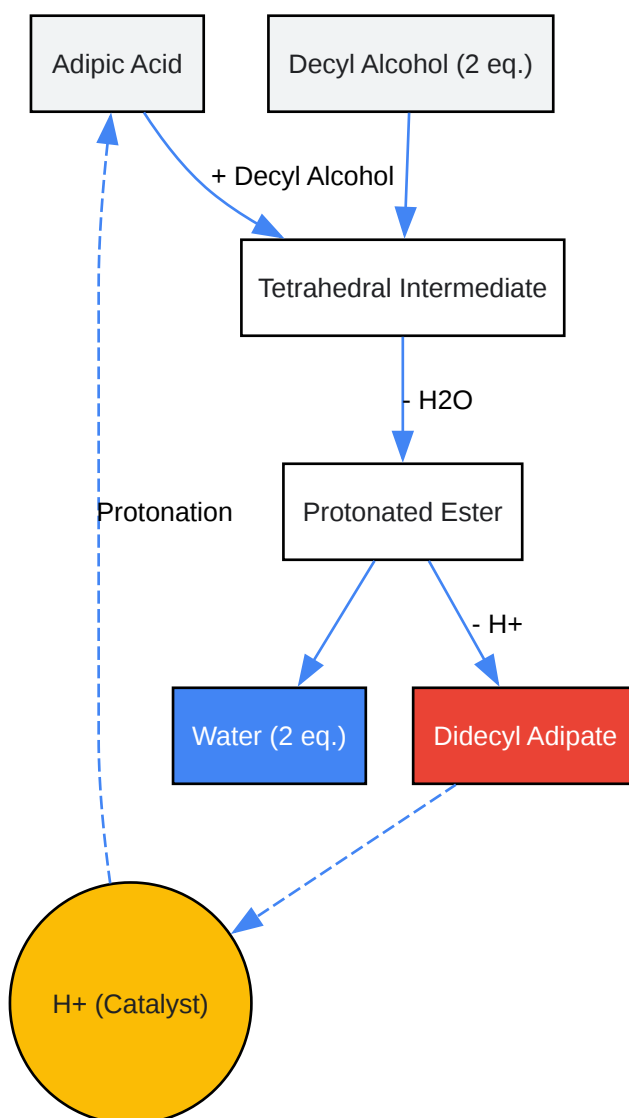 Adipic Acid
Decyl Alcohol (2 eq.)
+ Decyl Alcohol
Tetrahedral Intermediate
- H2O
Protonation
Protonated Ester
- H+
Water (2 eq.)
Didecyl Adipate
H+ (Catalyst)